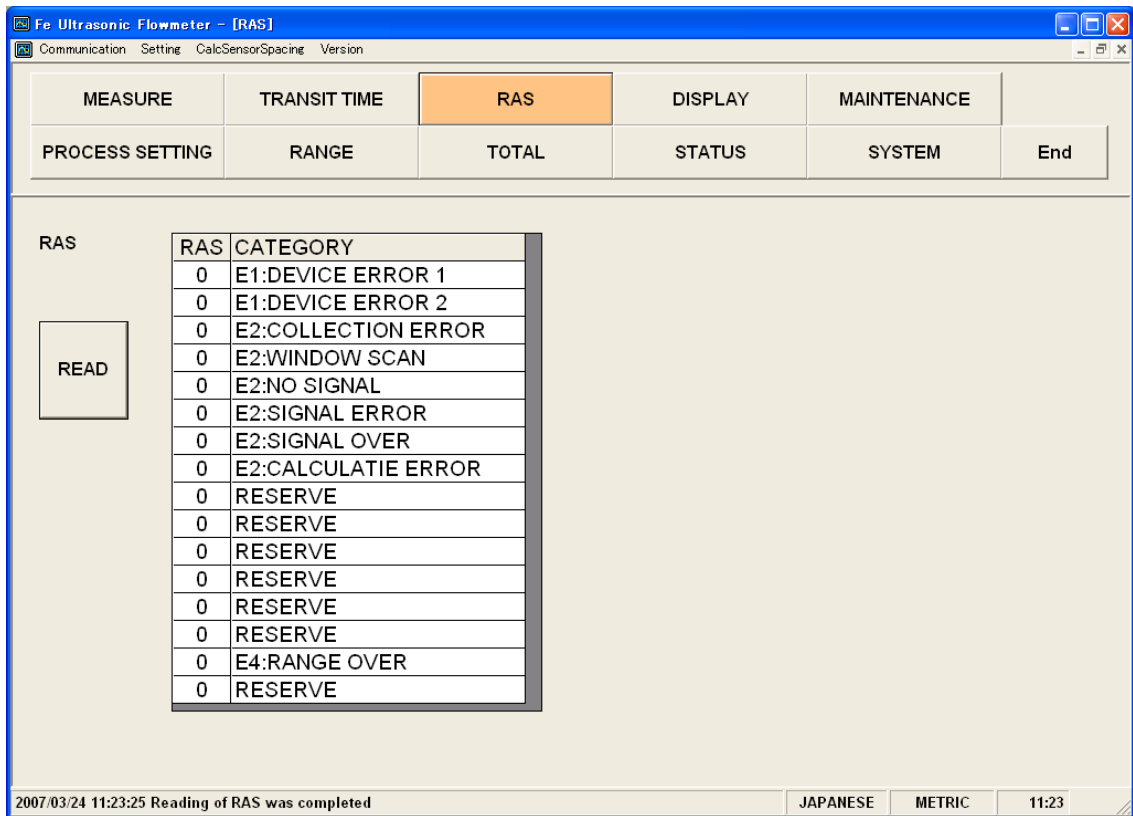 Fe Ultrasonic Flowmeter - [RAS]
Communication Setting CalcSensorSpacing Version
MEASURE TRANSIT TIME RAS DISPLAY MAINTENANCE
PROCESS SETTING RANGE TOTAL STATUS SYSTEM End
RAS
READ
RAS CATEGORY
0 E1:DEVICE ERROR 1
0 E1:DEVICE ERROR 2
0 E2:COLLECTION ERROR
0 E2:WINDOW SCAN
0 E2:NO SIGNAL
0 E2:SIGNAL ERROR
0 E2:SIGNAL OVER
0 E2:CALCULATIE ERROR
0 RESERVE
0 RESERVE
0 RESERVE
0 RESERVE
0 RESERVE
0 RESERVE
0 E4:RANGE OVER
0 RESERVE
2007/03/24 11:23:25 Reading of RAS was completed JAPANESE METRIC 11:23